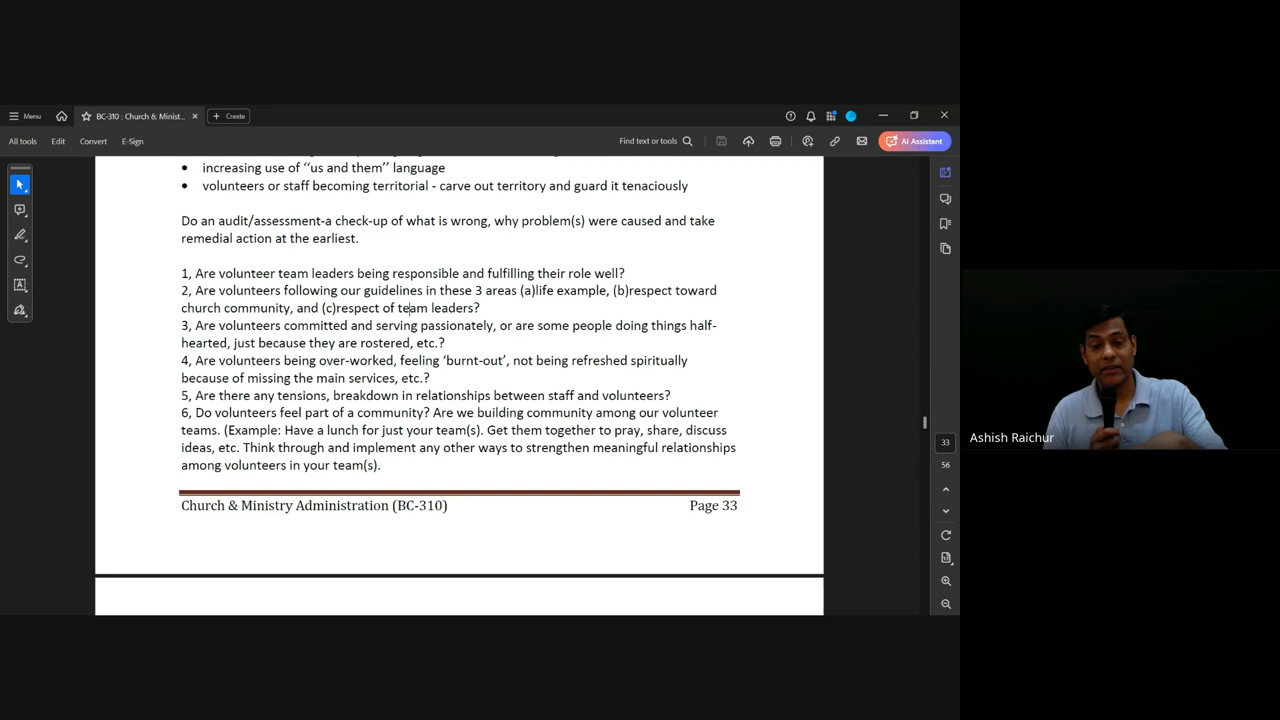 Menu
BC-310 : Church & Minist...
Create
All tools
Edit
Convert
E-Sign
Find text or tools
AI Assistant
• increasing use of ‘‘us and them’’ language
• volunteers or staff becoming territorial - carve out territory and guard it tenaciously
Do an audit/assessment-a check-up of what is wrong, why problem(s) were caused and take
remedial action at the earliest.
1, Are volunteer team leaders being responsible and fulfilling their role well?
2, Are volunteers following our guidelines in these 3 areas (a)life example, (b)respect toward
church community, and (c)respect of team leaders?
3, Are volunteers committed and serving passionately, or are some people doing things half-
hearted, just because they are rostered, etc.?
4, Are volunteers being over-worked, feeling ‘burnt-out’, not being refreshed spiritually
because of missing the main services, etc.?
5, Are there any tensions, breakdown in relationships between staff and volunteers?
6, Do volunteers feel part of a community? Are we building community among our volunteer
teams. (Example: Have a lunch for just your team(s). Get them together to pray, share, discuss
ideas, etc. Think through and implement any other ways to strengthen meaningful relationships
among volunteers in your team(s).
Church & Ministry Administration (BC-310) Page 33
33
56
Ashish Raichur